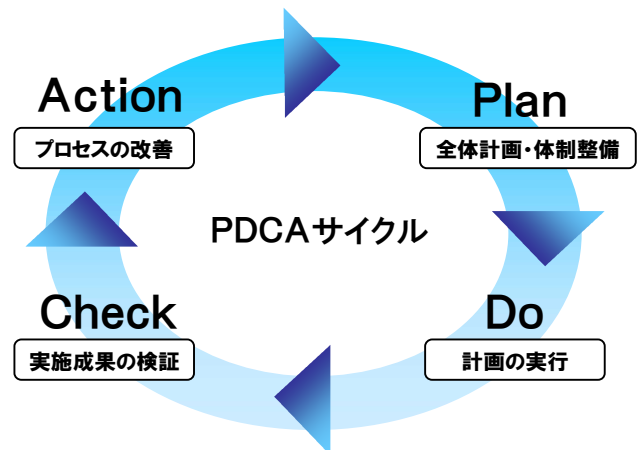 Action
プロセスの改善
Plan
全体計画・体制整備
PDCAサイクル
Check
実施成果の検証
Do
計画の実行